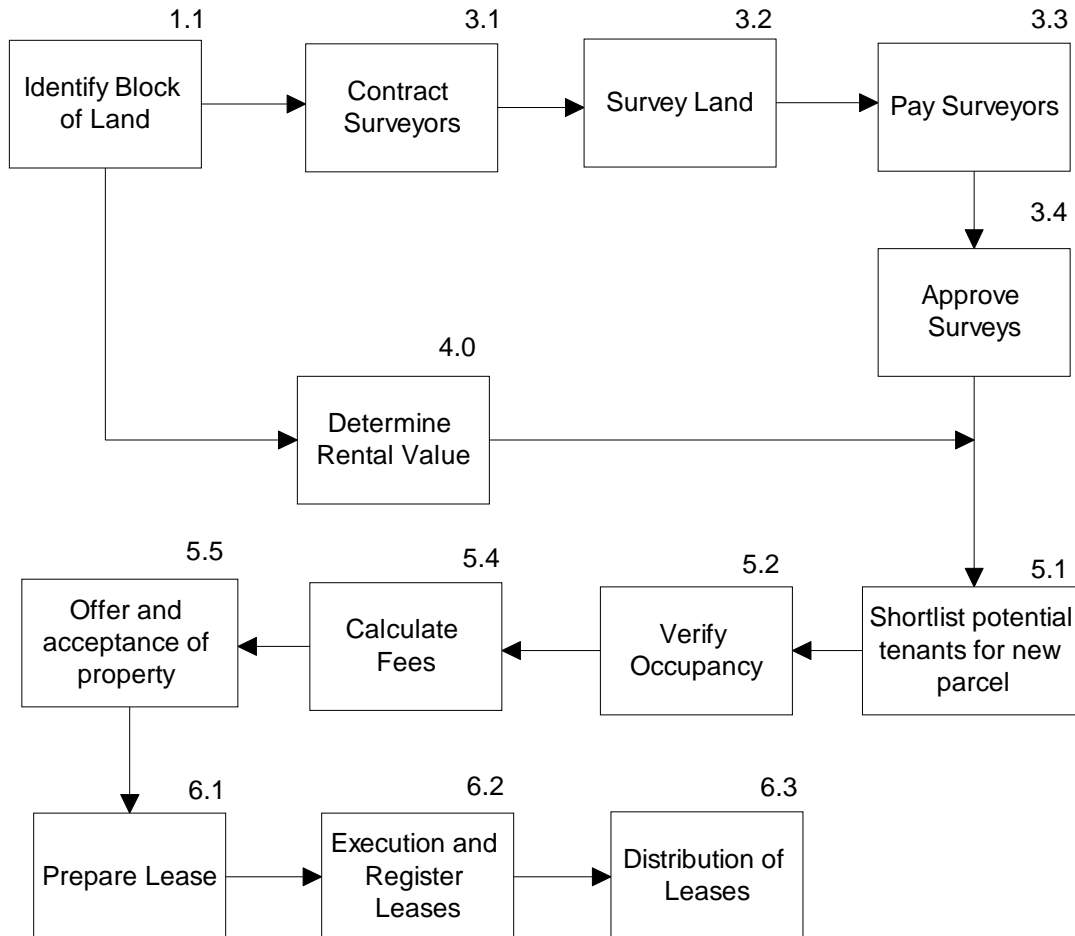 1.1
Identify Block
of Land
3.1
Contract
Surveyors
3.2
Survey Land
3.3
Pay Surveyors
3.4
Approve
Surveys
4.0
Determine
Rental Value
5.1
Shortlist potential
tenants for new
parcel
5.2
Verify
Occupancy
5.4
Calculate
Fees
5.5
Offer and
acceptance of
property
6.1
Prepare Lease
6.2
Execution and
Register
Leases
6.3
Distribution of
Leases